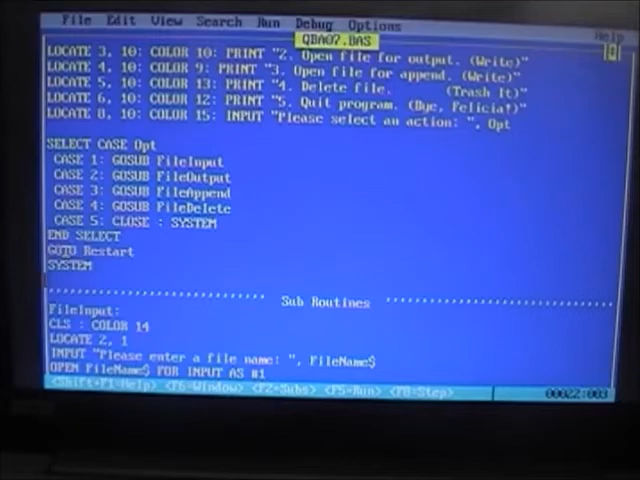 File Edit View Search Run Debug Options Help
QBA07.BAS
LOCATE 3, 10: COLOR 10: PRINT "2. Open file for output. (Write)"
LOCATE 4, 10: COLOR 9: PRINT "3. Open file for append. (Write)"
LOCATE 5, 10: COLOR 13: PRINT "4. Delete file. (Trash It)"
LOCATE 6, 10: COLOR 12: PRINT "5. Quit program. (Bye, Felicia!)"
LOCATE 8, 10: COLOR 15: INPUT "Please select an action: ", Opt
SELECT CASE Opt
CASE 1: GOSUB FileInput
CASE 2: GOSUB FileOutput
CASE 3: GOSUB FileAppend
CASE 4: GOSUB FileDelete
CASE 5: CLOSE : SYSTEM
END SELECT
GOTO Restart
SYSTEM
'''''''''''''''''''''''''' Sub Routines ''''''''''''''''''''''''''
FileInput:
CLS : COLOR 14
LOCATE 2, 1
INPUT "Please enter a file name: ", FileName$
OPEN FileName$ FOR INPUT AS #1
<Shift+F1=Help> <F6=Window> <F2=Subs> <F5=Run> <F8=Step> 00022:003